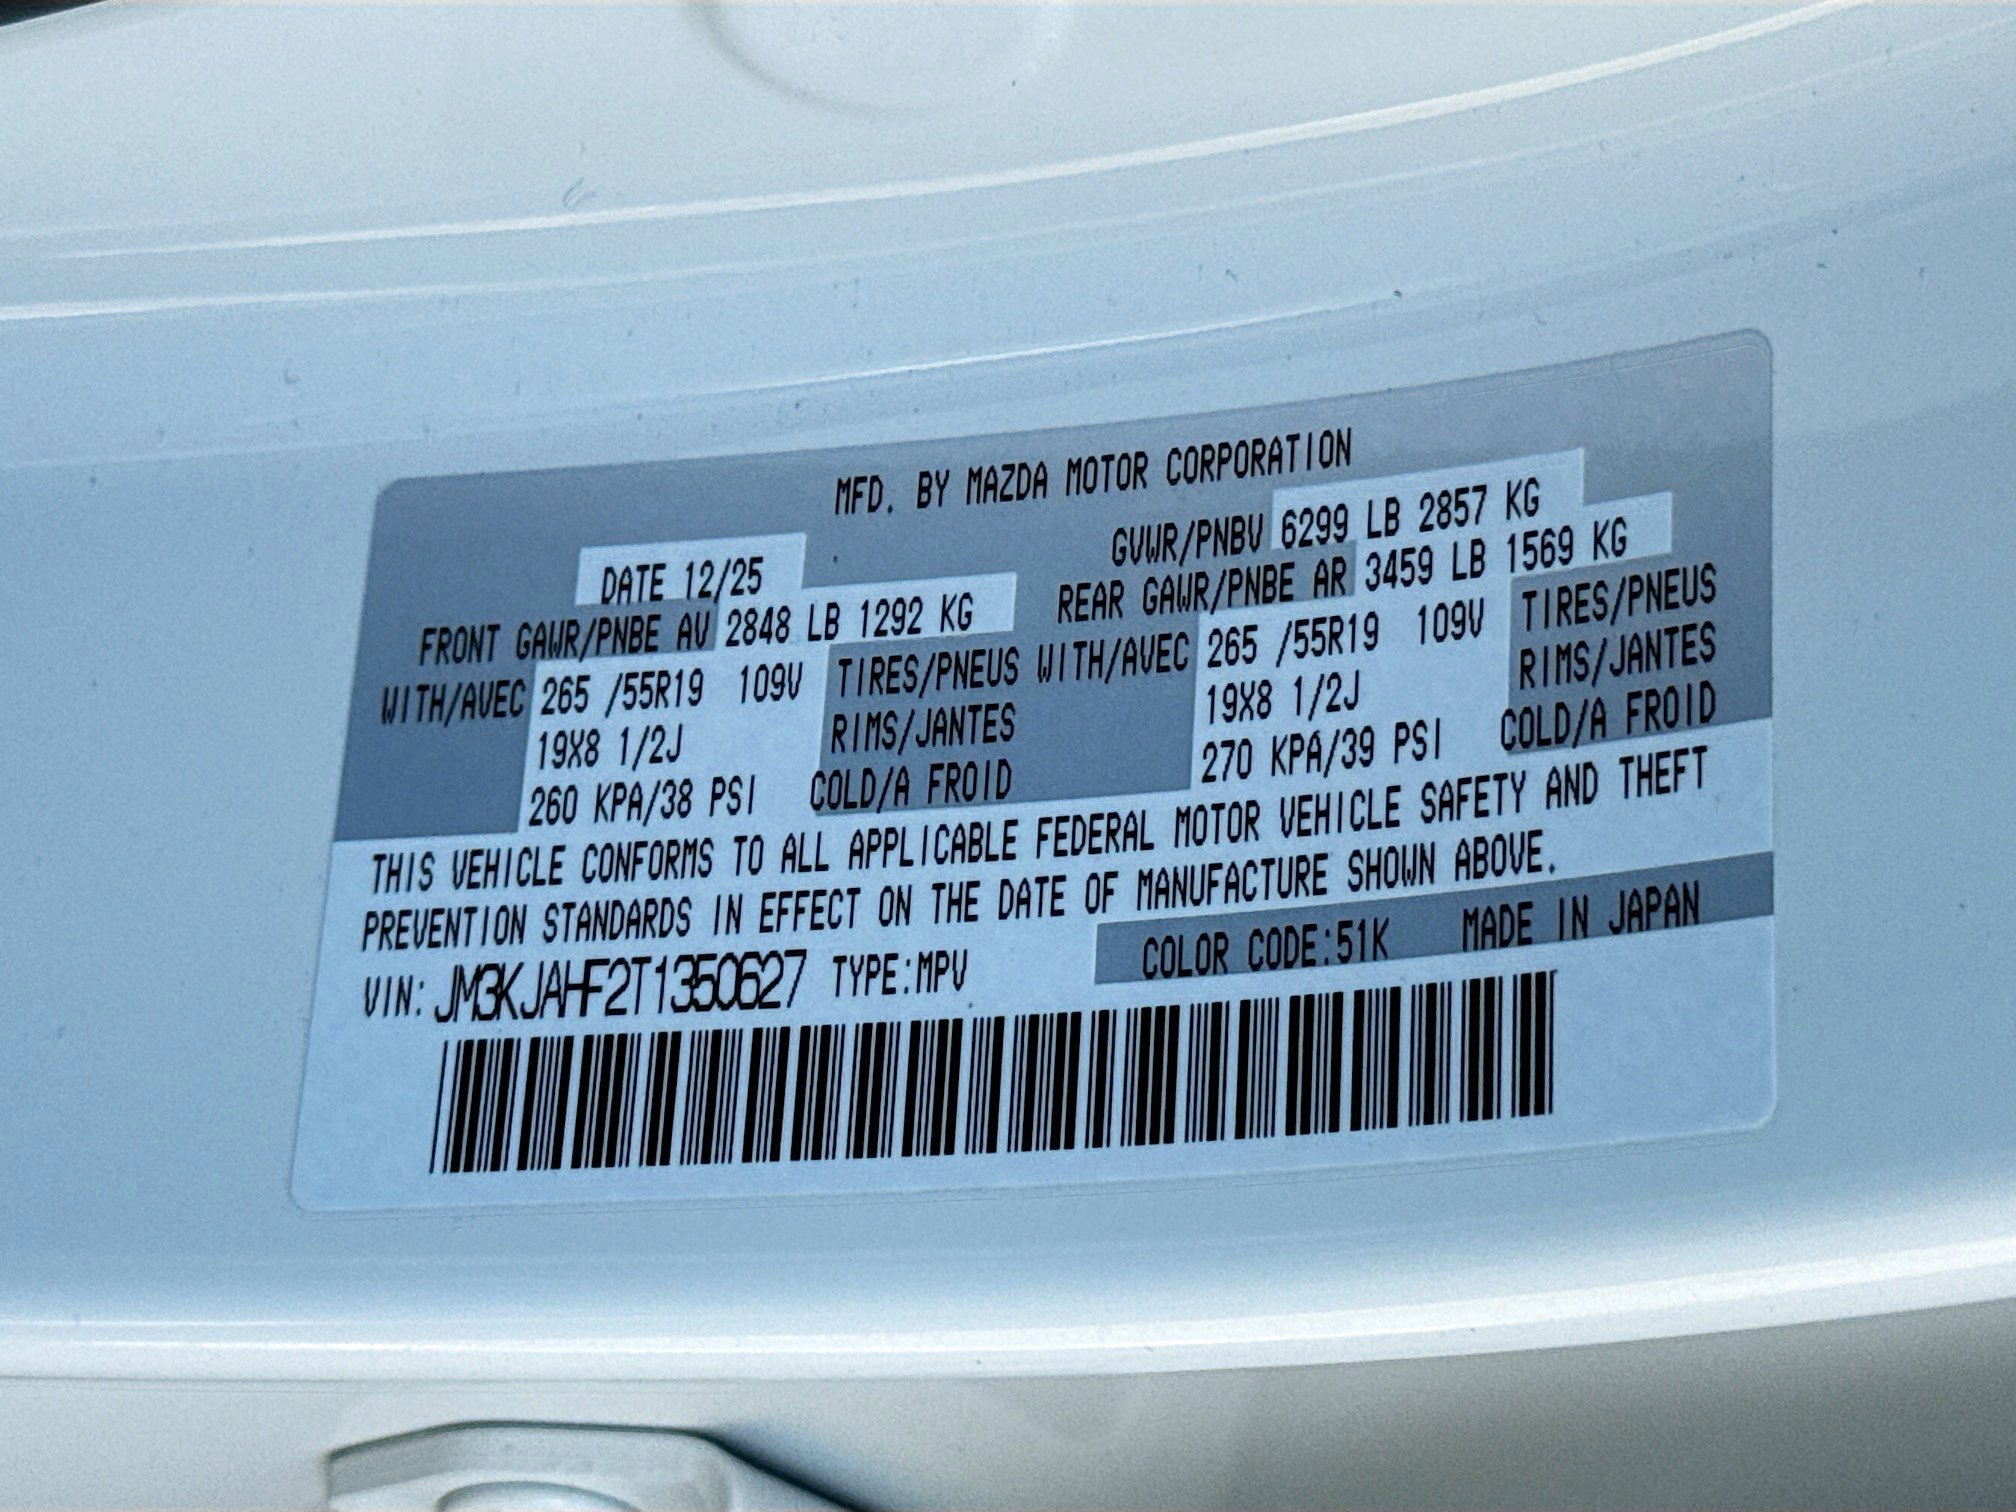 MFD. BY MAZDA MOTOR CORPORATION
DATE 12/25 GVWR/PNBV 6299 LB 2857 KG
FRONT GAWR/PNBE AV 2848 LB 1292 KG REAR GAWR/PNBE AR 3459 LB 1569 KG
WITH/AVEC 265 /55R19 109V TIRES/PNEUS WITH/AVEC 265 /55R19 109V TIRES/PNEUS
19X8 1/2J RIMS/JANTES 19X8 1/2J RIMS/JANTES
260 KPA/38 PSI COLD/A FROID 270 KPA/39 PSI COLD/A FROID
THIS VEHICLE CONFORMS TO ALL APPLICABLE FEDERAL MOTOR VEHICLE SAFETY AND THEFT
PREVENTION STANDARDS IN EFFECT ON THE DATE OF MANUFACTURE SHOWN ABOVE.
VIN: JM3KJAHF2T1350627 TYPE:MPV COLOR CODE:51K MADE IN JAPAN